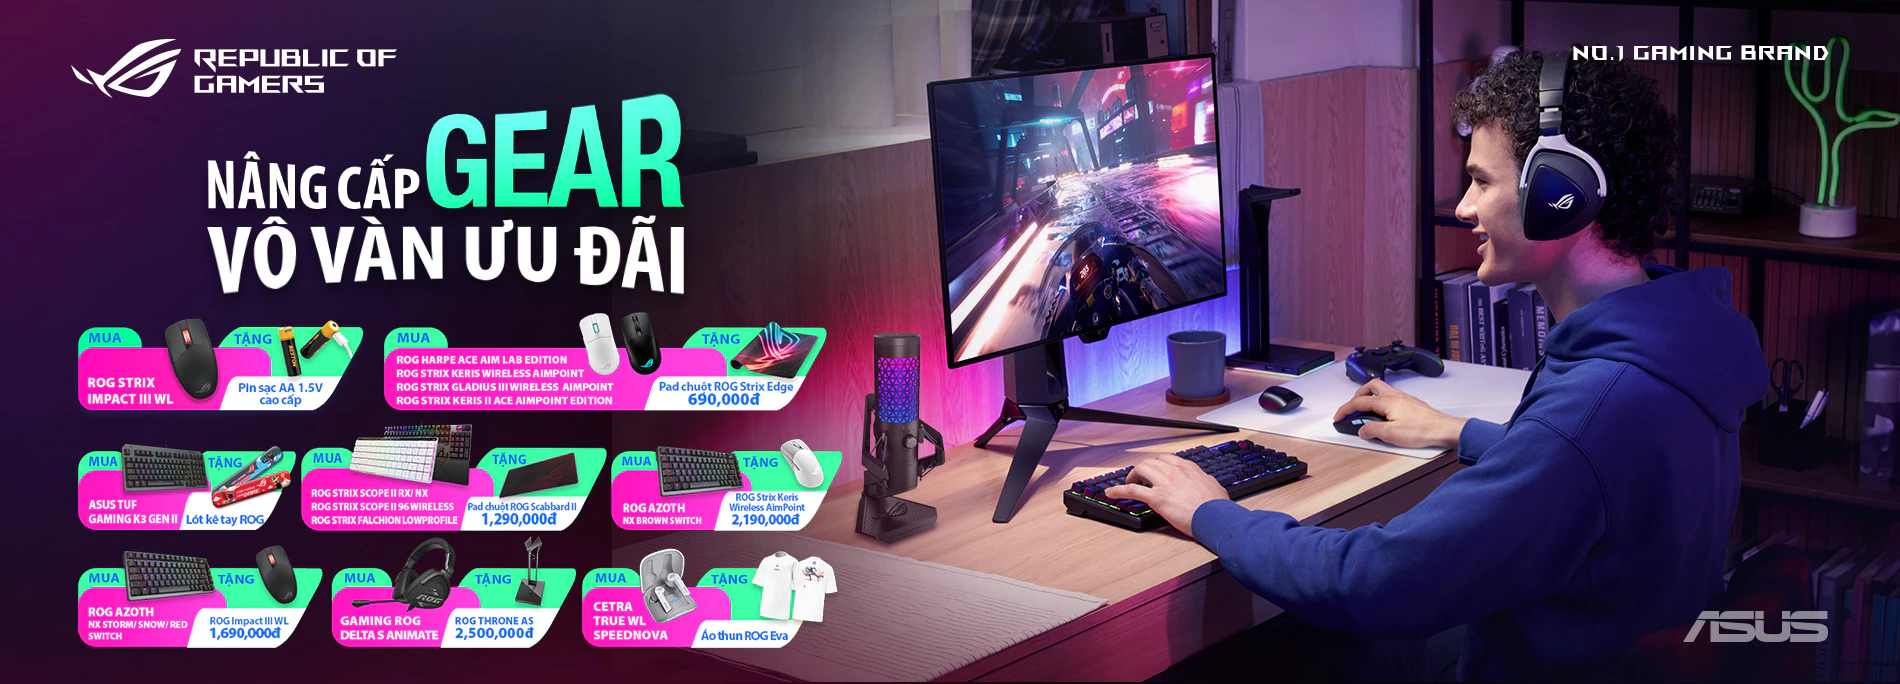 REPUBLIC OF
GAMERS
NO.1 GAMING BRAND
NÂNG CẤP GEAR
VÔ VÀN ƯU ĐÃI
MUA
ROG STRIX
IMPACT III WL
TẶNG
Pin sạc AA 1.5V
cao cấp
MUA
ROG HARPE ACE AIM LAB EDITION
ROG STRIX KERIS WIRELESS AIMPOINT
ROG STRIX GLADIUS III WIRELESS AIMPOINT
ROG STRIX KERIS II ACE AIMPOINT EDITION
TẶNG
Pad chuột ROG Strix Edge
690,000đ
MUA
ASUS TUF
GAMING K3 GEN II
TẶNG
Lót kê tay ROG
MUA
ROG STRIX SCOPE II RX/ NX
ROG STRIX SCOPE II 96 WIRELESS
ROG STRIX FALCHION LOWPROFILE
TẶNG
Pad chuột ROG Scabbard II
1,290,000đ
MUA
ROG AZOTH
NX BROWN SWITCH
TẶNG
ROG Strix Keris
Wireless AimPoint
2,190,000đ
MUA
ROG AZOTH
NX STORM/ SNOW/ RED
SWITCH
TẶNG
ROG Impact III WL
1,690,000đ
MUA
GAMING ROG
DELTA S ANIMATE
TẶNG
ROG THRONE AS
2,500,000đ
MUA
CETRA
TRUE WL
SPEEDNOVA
TẶNG
Áo thun ROG Eva
ASUS